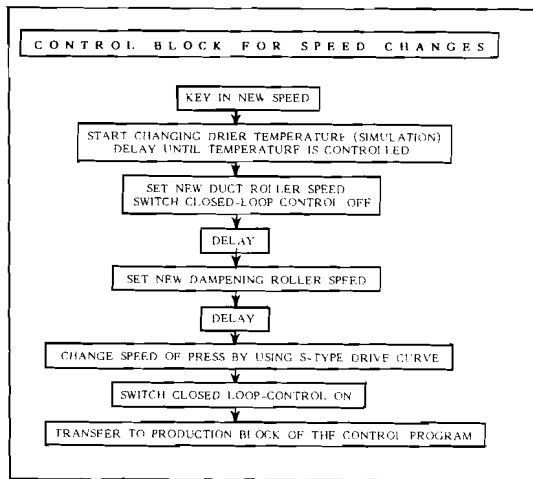 CONTROL BLOCK FOR SPEED CHANGES
KEY IN NEW SPEED
START CHANGING DRIER TEMPERATURE (SIMULATION)
DELAY UNTIL TEMPERATURE IS CONTROLLED
SET NEW DUCT ROLLER SPEED
SWITCH CLOSED-LOOP CONTROL OFF
DELAY
SET NEW DAMPENING ROLLER SPEED
DELAY
CHANGE SPEED OF PRESS BY USING S-TYPE DRIVE CURVE
SWITCH CLOSED LOOP-CONTROL ON
TRANSFER TO PRODUCTION BLOCK OF THE CONTROL PROGRAM